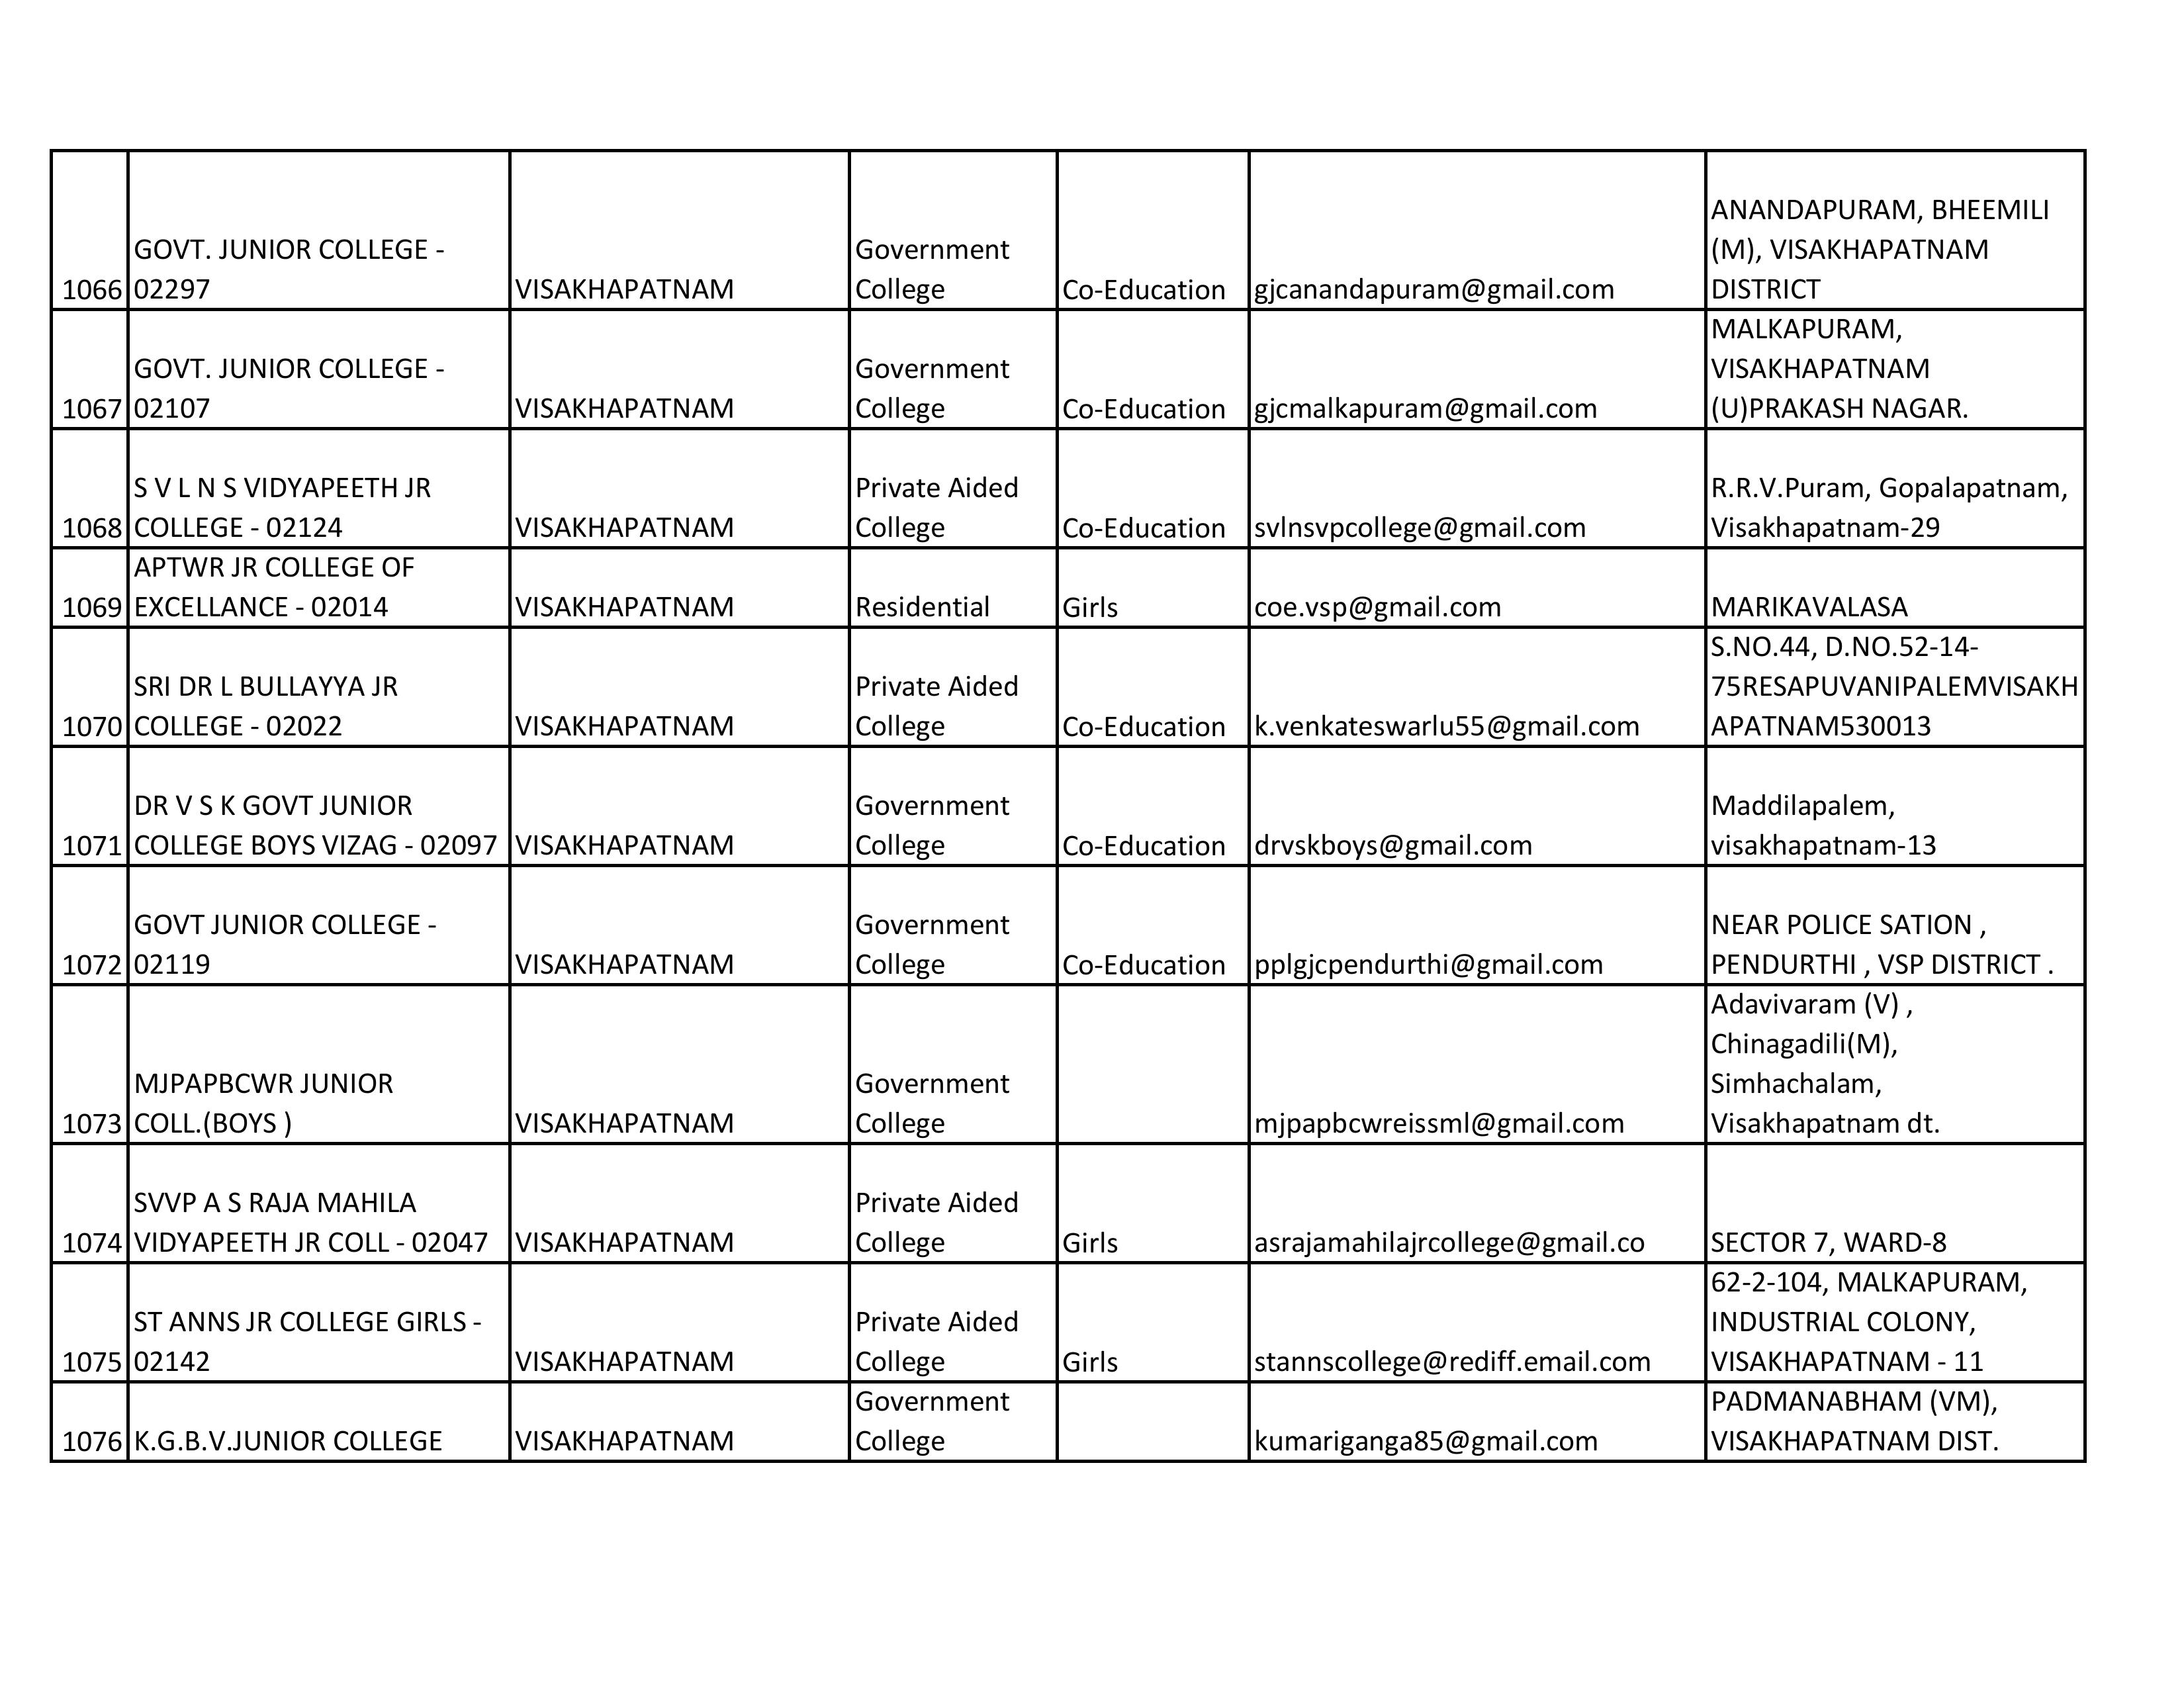 ANANDAPURAM, BHEEMILI
GOVT. JUNIOR COLLEGE - Government (M), VISAKHAPATNAM
1066 02297 VISAKHAPATNAM College Co-Education gjcanandapuram@gmail.com DISTRICT
MALKAPURAM,
GOVT. JUNIOR COLLEGE - Government VISAKHAPATNAM
1067 02107 VISAKHAPATNAM College Co-Education gjcmalkapuram@gmail.com (U)PRAKASH NAGAR.
S V L N S VIDYAPEETH JR Private Aided R.R.V.Puram, Gopalapatnam,
1068 COLLEGE - 02124 VISAKHAPATNAM College Co-Education svlnsvpcollege@gmail.com Visakhapatnam-29
APTWR JR COLLEGE OF
1069 EXCELLANCE - 02014 VISAKHAPATNAM Residential Girls coe.vsp@gmail.com MARIKAVALASA
S.NO.44, D.NO.52-14-
SRI DR L BULLAYYA JR Private Aided 75RESAPUVANIPALEMVISAKH
1070 COLLEGE - 02022 VISAKHAPATNAM College Co-Education k.venkateswarlu55@gmail.com APATNAM530013
DR V S K GOVT JUNIOR Government Maddilapalem,
1071 COLLEGE BOYS VIZAG - 02097 VISAKHAPATNAM College Co-Education drvskboys@gmail.com visakhapatnam-13
GOVT JUNIOR COLLEGE - Government NEAR POLICE SATION ,
1072 02119 VISAKHAPATNAM College Co-Education pplgjcpendurthi@gmail.com PENDURTHI , VSP DISTRICT .
Adavivaram (V) ,
Chinagadili(M),
MJPAPBCWR JUNIOR Government Simhachalam,
1073 COLL.(BOYS ) VISAKHAPATNAM College mjpapbcwreissml@gmail.com Visakhapatnam dt.
SVVP A S RAJA MAHILA Private Aided
1074 VIDYAPEETH JR COLL - 02047 VISAKHAPATNAM College Girls asrajamahilajrcollege@gmail.co SECTOR 7, WARD-8
62-2-104, MALKAPURAM,
ST ANNS JR COLLEGE GIRLS - Private Aided INDUSTRIAL COLONY,
1075 02142 VISAKHAPATNAM College Girls stannscollege@rediff.email.com VISAKHAPATNAM - 11
Government PADMANABHAM (VM),
1076 K.G.B.V.JUNIOR COLLEGE VISAKHAPATNAM College kumariganga85@gmail.com VISAKHAPATNAM DIST.